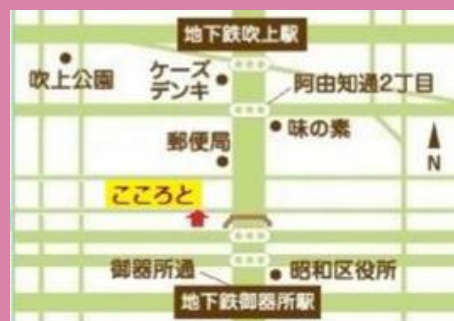 地下鉄吹上駅
ケーズ
デンキ
吹上公園
阿由知通2丁目
味の素
郵便局
N
こころと
御器所通
昭和区役所
地下鉄御器所駅